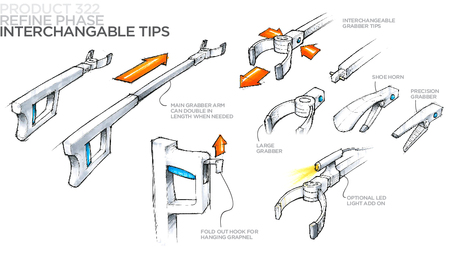 PRODUCT 322
REFINE PHASE
INTERCHANGABLE TIPS
INTERCHANGEABLE
GRABBER TIPS
SHOE HORN
PRECISION
GRABBER
MAIN GRABBER ARM
CAN DOUBLE IN
LENGTH WHEN NEEDED
LARGE
GRABBER
OPTIONAL LED
LIGHT ADD ON
FOLD OUT HOOK FOR
HANGING GRAPNEL